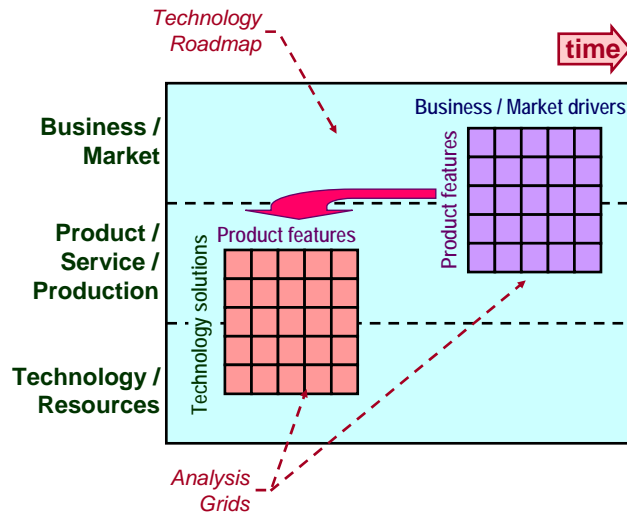 Technology
Roadmap
time
Business / Market drivers
Business /
Market
Product features
Product /
Service /
Production
Product features
Technology solutions
Technology /
Resources
Analysis
Grids